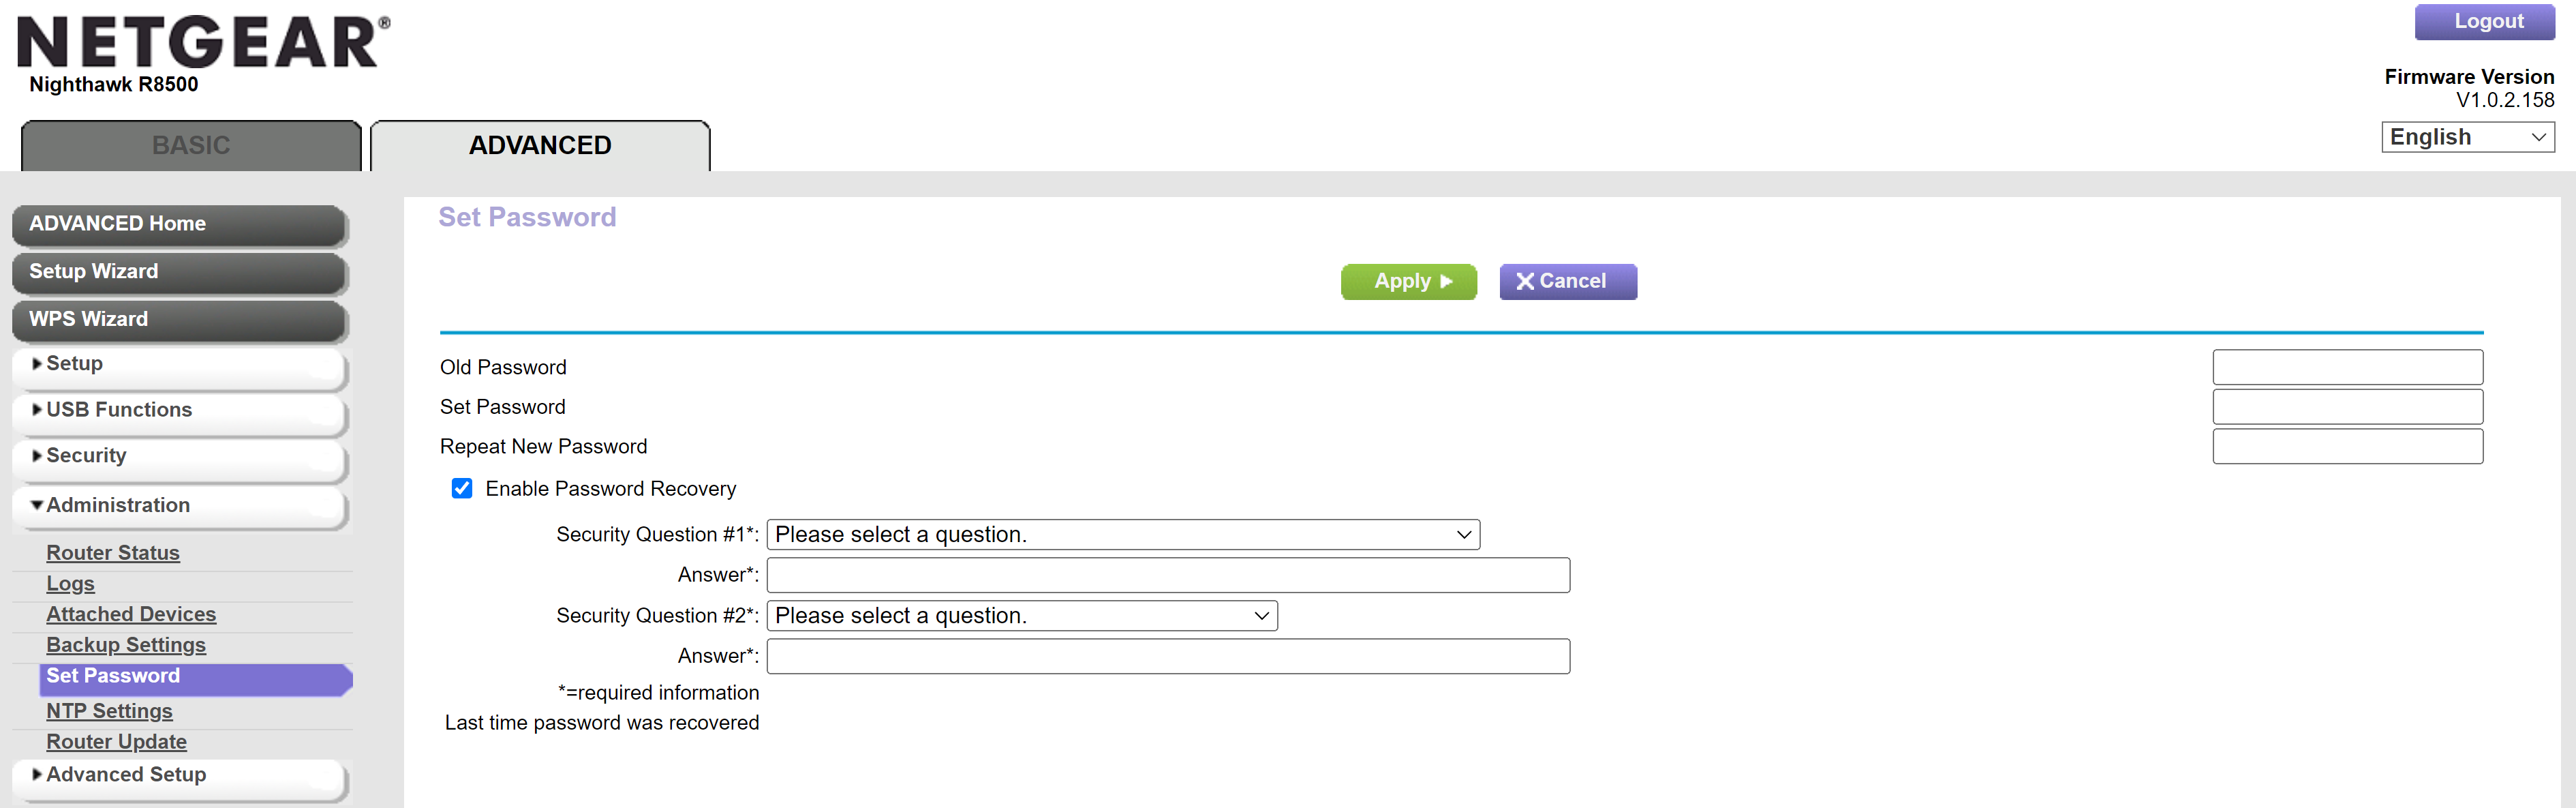 NETGEAR®
Nighthawk R8500
Logout
Firmware Version
V1.0.2.158
English
BASIC
ADVANCED
ADVANCED Home
Setup Wizard
WPS Wizard
Setup
USB Functions
Security
Administration
Router Status
Logs
Attached Devices
Backup Settings
Set Password
NTP Settings
Router Update
Advanced Setup
Set Password
Apply
Cancel
Old Password
Set Password
Repeat New Password
Enable Password Recovery
Security Question #1*: Please select a question.
Answer*:
Security Question #2*: Please select a question.
Answer*:
*=required information
Last time password was recovered